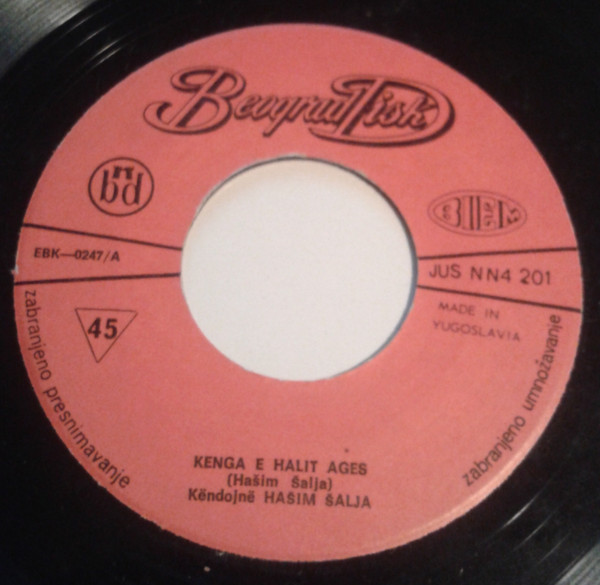 Beograd Disk
bd
BIEM
EBK—0247/A
JUS NN4 201
45
MADE IN
YUGOSLAVIA
zabranjeno presnimavanje
zabranjeno umnožavanje
KENGA E HALIT AGES
(Hašim Šalja)
Këndojnë HAŠIM ŠALJA